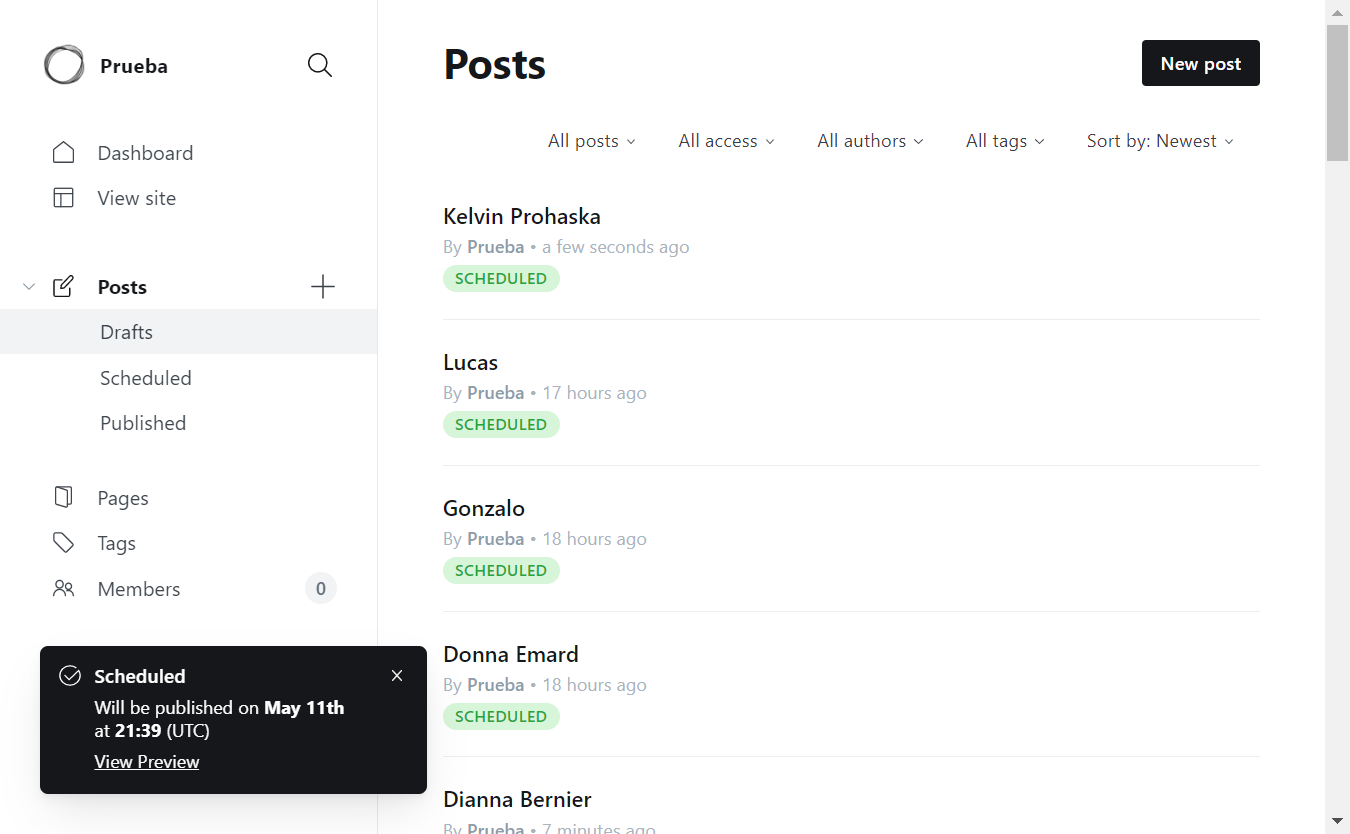 Prueba
Dashboard
View site
Posts
Drafts
Scheduled
Published
Pages
Tags
Members 0
Scheduled
Will be published on May 11th
at 21:39 (UTC)
View Preview
Posts
New post
All posts All access All authors All tags Sort by: Newest
Kelvin Prohaska
By Prueba • a few seconds ago
SCHEDULED
Lucas
By Prueba • 17 hours ago
SCHEDULED
Gonzalo
By Prueba • 18 hours ago
SCHEDULED
Donna Emard
By Prueba • 18 hours ago
SCHEDULED
Dianna Bernier
By Prueba • 7 minutes ago